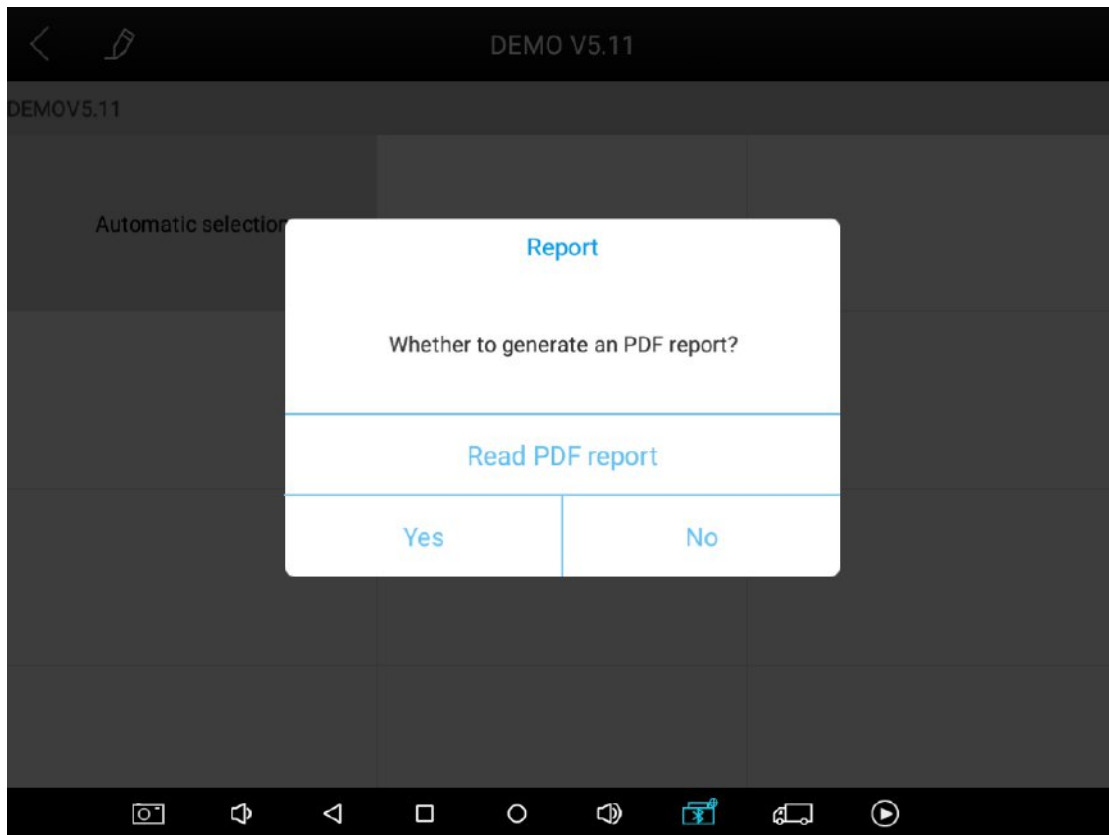 DEMO V5.11
DEMOV5.11
Automatic selection
Report
Whether to generate an PDF report?
Read PDF report
Yes
No